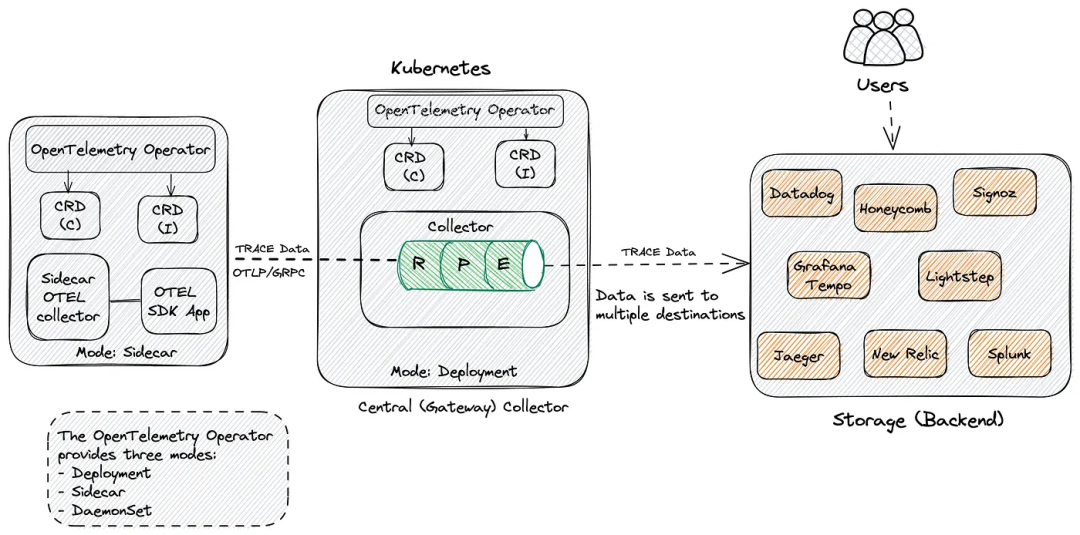 Users
Kubernetes
OpenTelemetry Operator
CRD
(C)
CRD
(I)
Sidecar
OTEL
collector
OTEL
SDK App
Mode: Sidecar
TRACE Data
OTLP/GRPC
OpenTelemetry Operator
CRD
(C)
CRD
(I)
Collector
R P E
Mode: Deployment
Central (Gateway) Collector
TRACE Data
Data is sent to
multiple destinations
Datadog
Honeycomb
Signoz
Grafana
Tempo
Lightstep
Jaeger
New Relic
Splunk
Storage (Backend)
The OpenTelemetry Operator
provides three modes:
- Deployment
- Sidecar
- DaemonSet